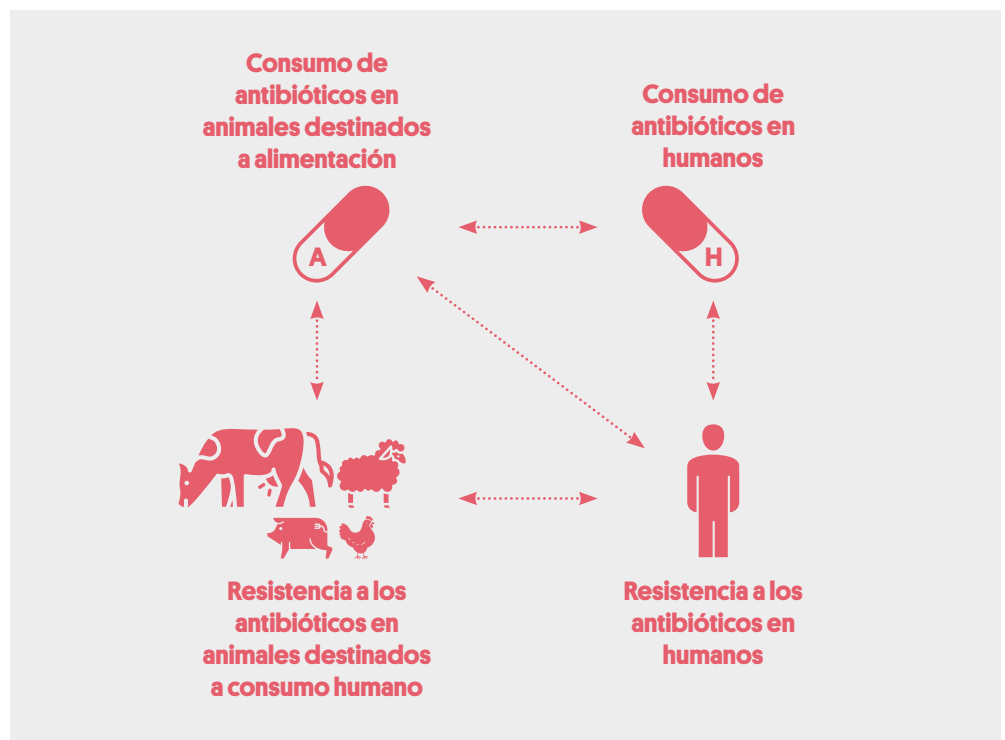 Consumo de
antibióticos en
animales destinados
a alimentación
Consumo de
antibióticos en
humanos
A
H
Resistencia a los
antibióticos en
animales destinados
a consumo humano
Resistencia a los
antibióticos en
humanos